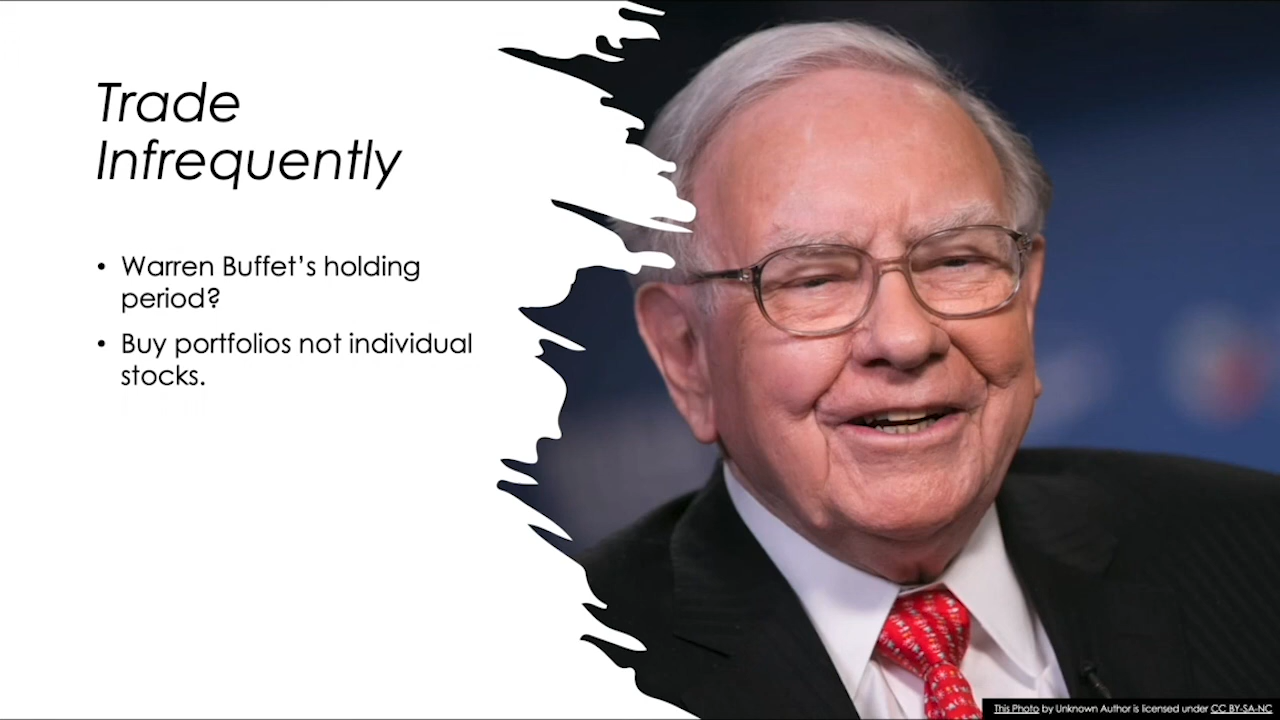 Trade
Infrequently
• Warren Buffet’s holding
period?
• Buy portfolios not individual
stocks.
This Photo by Unknown Author is licensed under CC BY-SA-NC